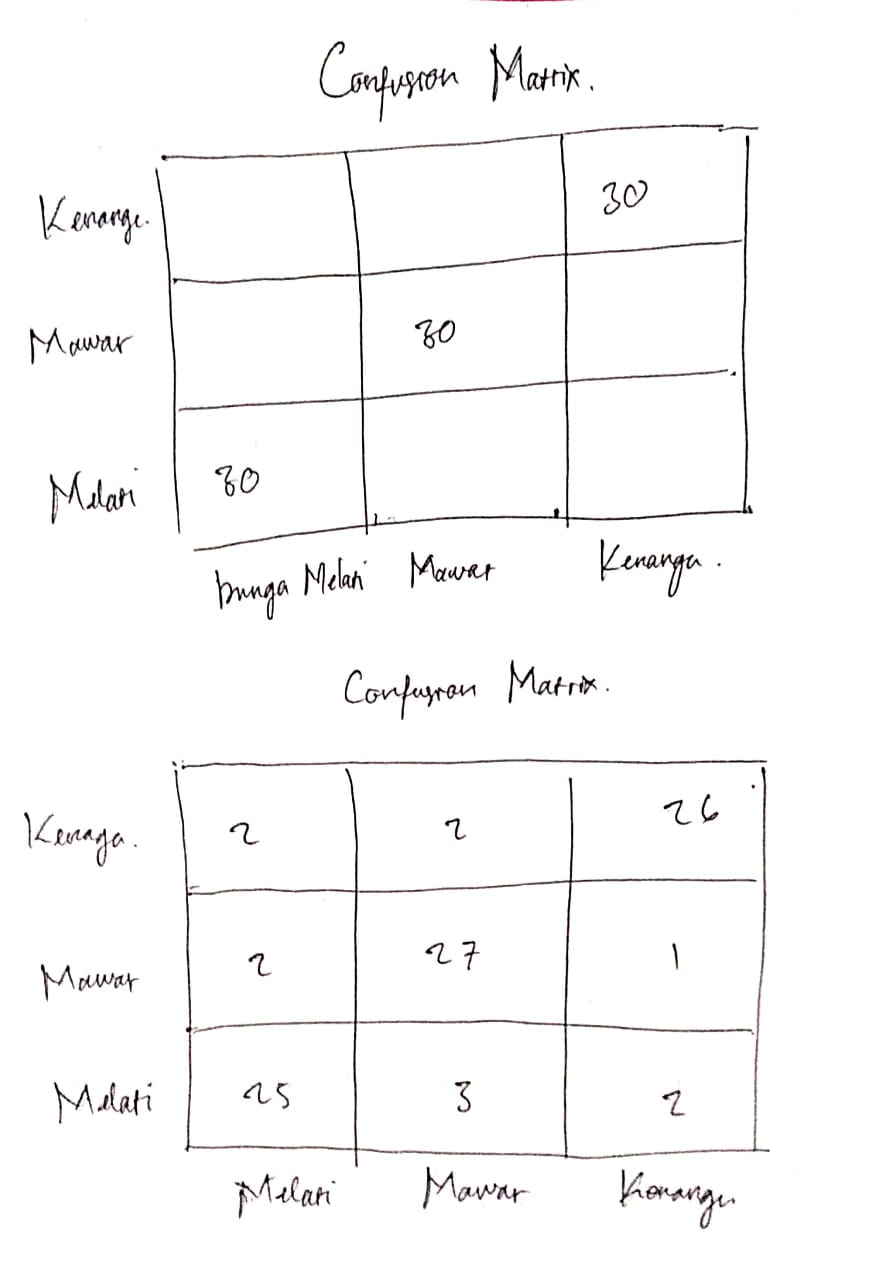 Confusion Matrix.
Kenanga. 30
Mawar 30
Melati 30
bunga Melati Mawar Kenanga.
Confusion Matrix.
Kenaga. 2 2 26
Mawar 2 27 1
Melati 25 3 2
Melati Mawar Kenanga